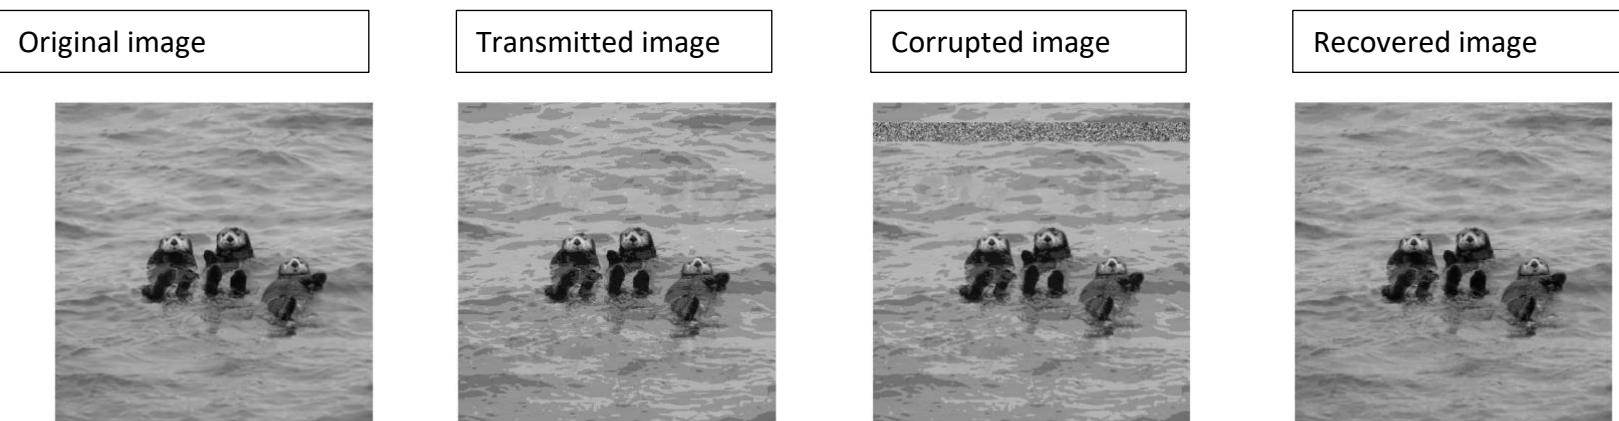 Original image
Transmitted image
Corrupted image
Recovered image